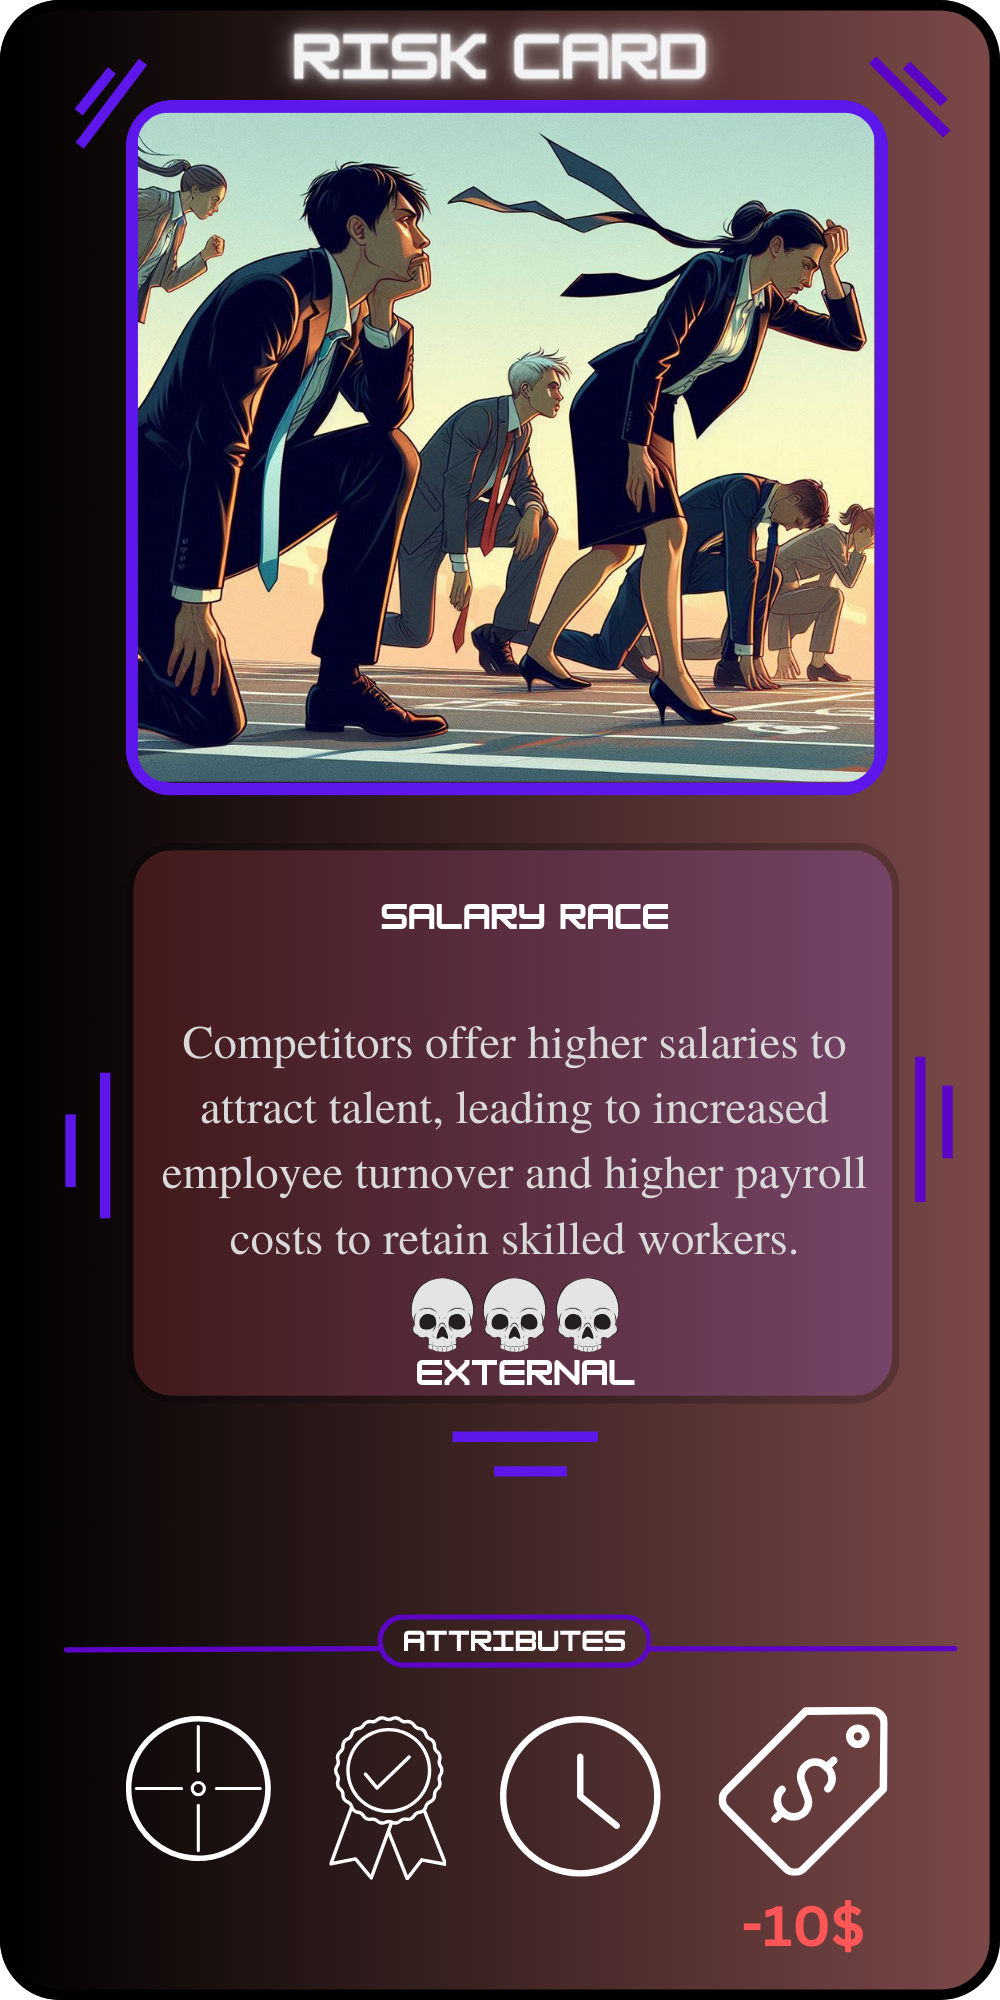 RISK CARD
SALARY RACE
Competitors offer higher salaries to
attract talent, leading to increased
employee turnover and higher payroll
costs to retain skilled workers.
EXTERNAL
ATTRIBUTES
$
-10$